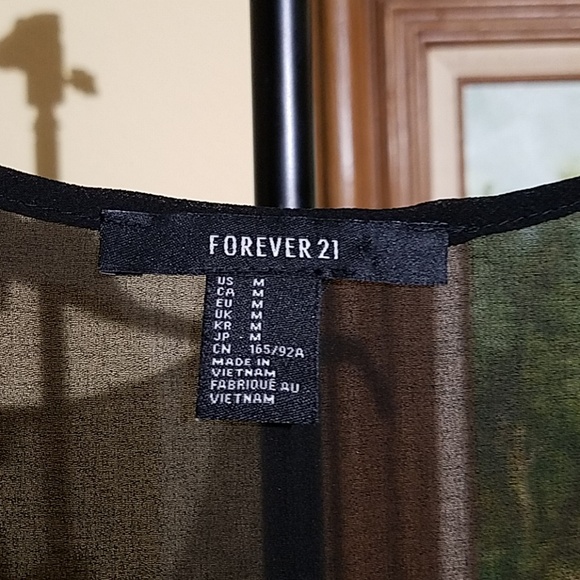 FOREVER 21
US M
CA M
EU M
UK M
KR M
JP M
CN 165/92A
MADE IN
VIETNAM
FABRIQUÉ AU
VIETNAM